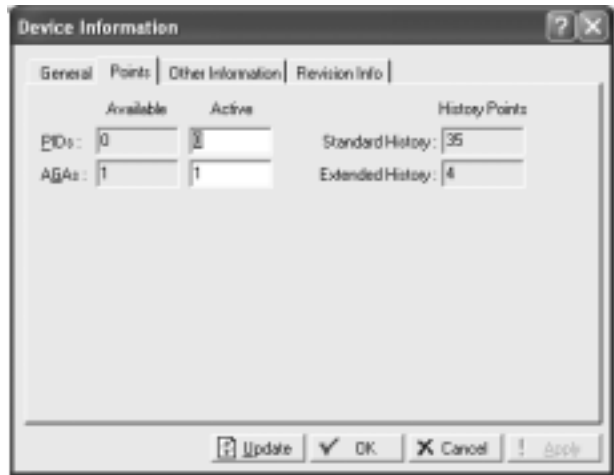 Device Information
General Points Other Information Revision Info
Available Active History Points
PIDs: 0 0 Standard History: 35
AGAs: 1 1 Extended History: 4
Update OK Cancel Apply